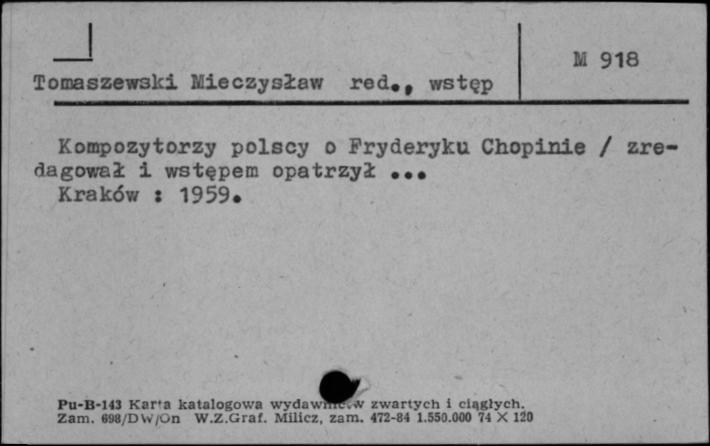 M 918
Tomaszewski Mieczysław red., wstęp
Kompozytorzy polscy o Fryderyku Chopinie / zre-
dagował i wstępem opatrzył ...
Kraków : 1959.
Pu-B-143 Karta katalogowa wydawnictw zwartych i ciągłych.
Zam. 698/DW/On W.Z.Graf. Milicz, zam. 472-84 1.550.000 74 X 120